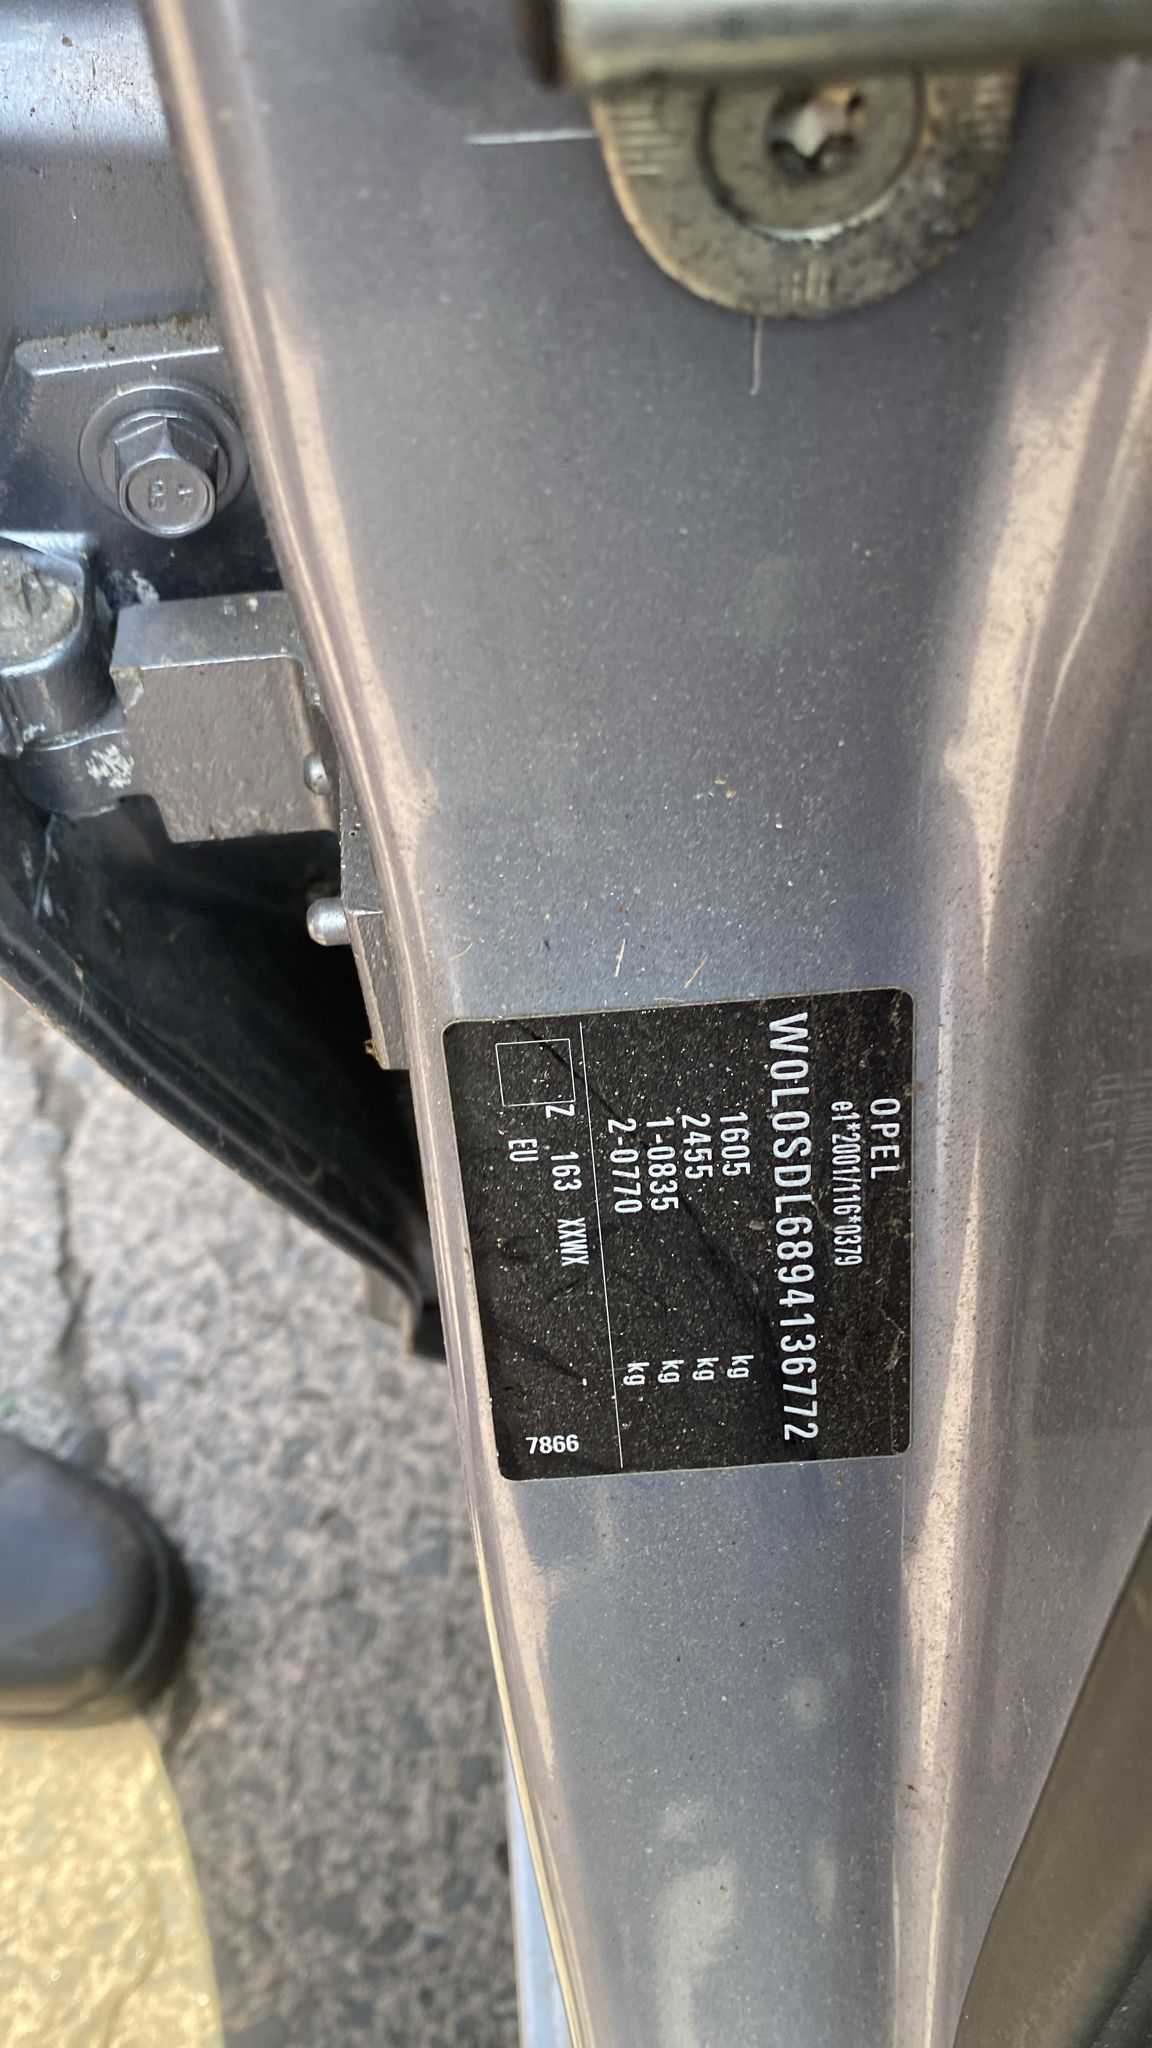 OPEL
e1*2001/116*0379
W0L0SDL6894136772
1605 kg
2455 kg
1-0835 kg
2-0770 kg
Z 163 XXWX
EU 7866